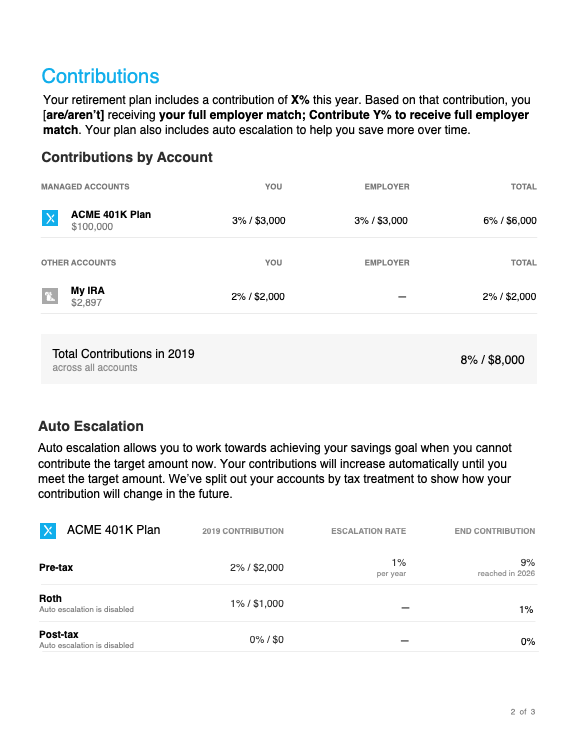 Contributions
Your retirement plan includes a contribution of X% this year. Based on that contribution, you
[are/aren't] receiving your full employer match; Contribute Y% to receive full employer
match. Your plan also includes auto escalation to help you save more over time.
Contributions by Account
MANAGED ACCOUNTS YOU EMPLOYER TOTAL
ACME 401K Plan 3% / $3,000 3% / $3,000 6% / $6,000
$100,000
OTHER ACCOUNTS YOU EMPLOYER TOTAL
My IRA 2% / $2,000 — 2% / $2,000
$2,897
Total Contributions in 2019 8% / $8,000
across all accounts
Auto Escalation
Auto escalation allows you to work towards achieving your savings goal when you cannot
contribute the target amount now. Your contributions will increase automatically until you
meet the target amount. We've split out your accounts by tax treatment to show how your
contribution will change in the future.
ACME 401K Plan 2019 CONTRIBUTION ESCALATION RATE END CONTRIBUTION
Pre-tax 2% / $2,000 1% 9%
per year reached in 2026
Roth 1% / $1,000 — 1%
Auto escalation is disabled
Post-tax 0% / $0 — 0%
Auto escalation is disabled
2 of 3